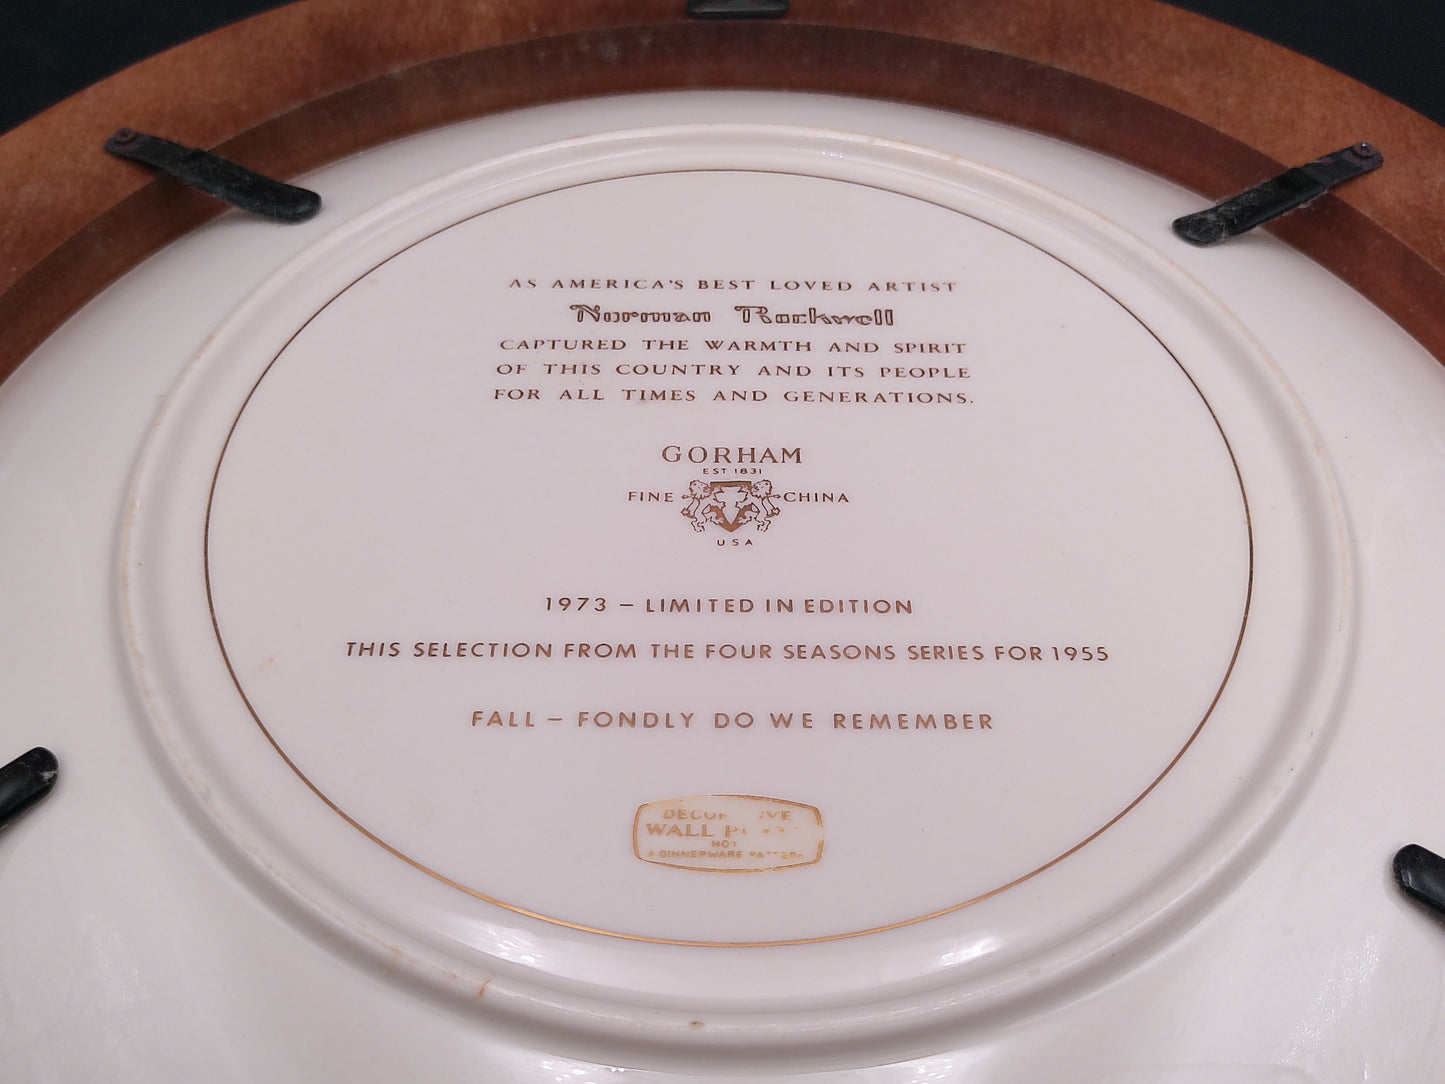 AS AMERICA'S BEST LOVED ARTIST
Norman Rockwell
CAPTURED THE WARMTH AND SPIRIT
OF THIS COUNTRY AND ITS PEOPLE
FOR ALL TIMES AND GENERATIONS.
GORHAM
EST 1831
FINE CHINA
USA
1973 – LIMITED IN EDITION
THIS SELECTION FROM THE FOUR SEASONS SERIES FOR 1955
FALL – FONDLY DO WE REMEMBER
WALL
NOT
A DINNERWARE